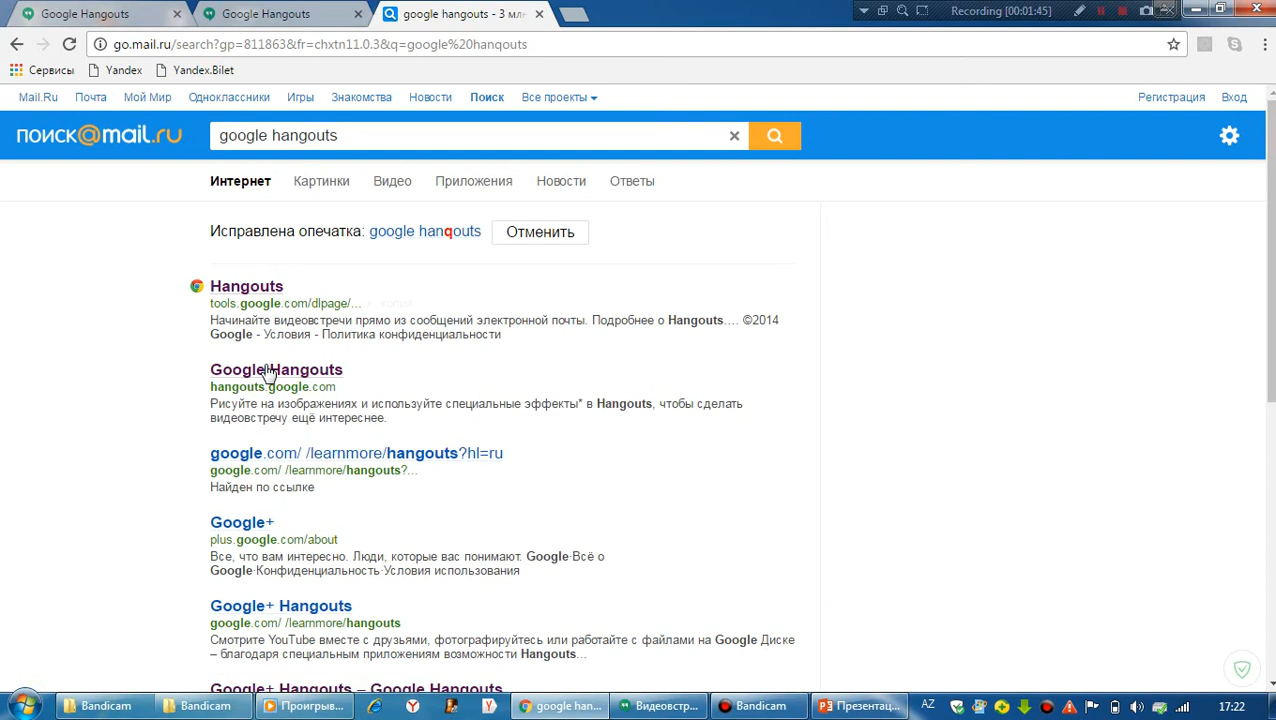 Google Hangouts
Google Hangouts
google hangouts - 3 мле
Recording [00:01:45]
go.mail.ru/search?gp=811863&fr=chxtn11.0.3&q=google%20hanqouts
Сервисы Yandex Yandex.Bilet
Mail.Ru Почта Мой Мир Одноклассники Игры Знакомства Новости Поиск Все проекты Регистрация Вход
поиск@mail.ru google hangouts
Интернет Картинки Видео Приложения Новости Ответы
Исправлена опечатка: google hanqouts Отменить
Hangouts
tools.google.com/dlpage/... копия
Начинайте видеовстречи прямо из сообщений электронной почты. Подробнее о Hangouts.... ©2014
Google - Условия - Политика конфиденциальности
Google Hangouts
hangouts.google.com
Рисуйте на изображениях и используйте специальные эффекты* в Hangouts, чтобы сделать
видеовстречу ещё интереснее.
google.com/ /learnmore/hangouts?hl=ru
google.com/ /learnmore/hangouts?...
Найден по ссылке
Google+
plus.google.com/about
Все, что вам интересно. Люди, которые вас понимают. Google·Всё о
Google·Конфиденциальность·Условия использования
Google+ Hangouts
google.com/ /learnmore/hangouts
Смотрите YouTube вместе с друзьями, фотографируйтесь или работайте с файлами на Google Диске
– благодаря специальным приложениям возможности Hangouts...
Google+ Hangouts – Google Hangouts
Bandicam Bandicam Проигрыв... google han... Видеовстр... Bandicam Презентац... AZ 17:22